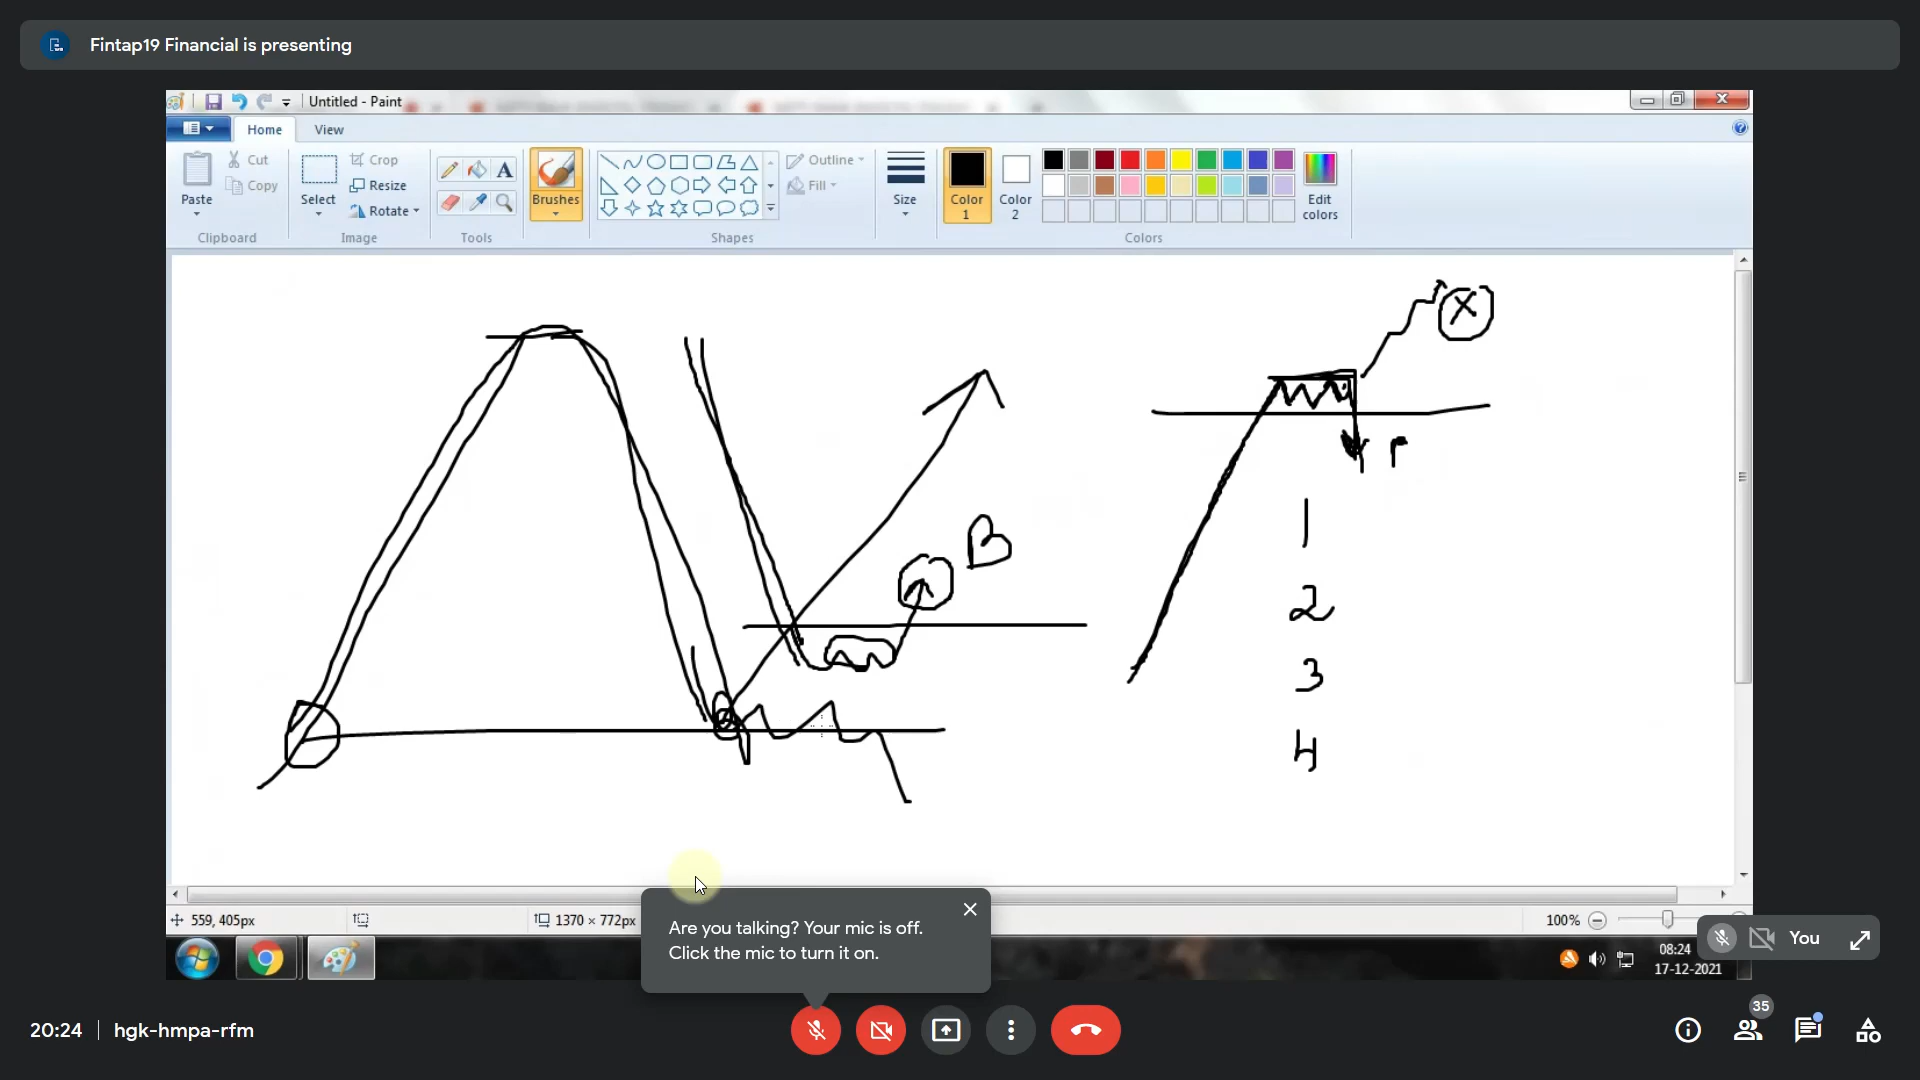 Fintap19 Financial is presenting
Untitled - Paint
Home View
Paste
Cut
Copy
Clipboard
Select
Crop
Resize
Rotate
Image
A
Tools
Brushes
Shapes
Outline
Fill
Size
Color 1
Color 2
Edit colors
Colors
X
B
r
1
2
3
4
559, 405px
1370 × 772px
100%
Are you talking? Your mic is off.
Click the mic to turn it on.
You
08:24
17-12-2021
20:24 | hgk-hmpa-rfm
35